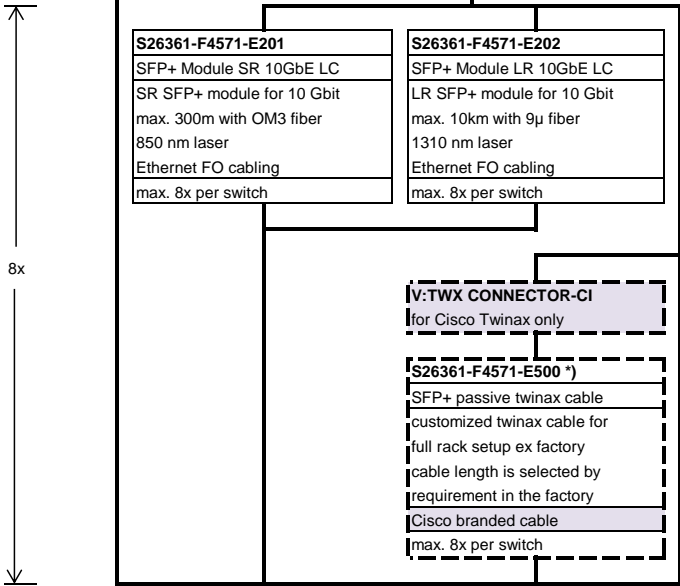 S26361-F4571-E201
SFP+ Module SR 10GbE LC
SR SFP+ module for 10 Gbit
max. 300m with OM3 fiber
850 nm laser
Ethernet FO cabling
max. 8x per switch
S26361-F4571-E202
SFP+ Module LR 10GbE LC
LR SFP+ module for 10 Gbit
max. 10km with 9µ fiber
1310 nm laser
Ethernet FO cabling
max. 8x per switch
8x
V:TWX CONNECTOR-CI
for Cisco Twinax only
S26361-F4571-E500 *)
SFP+ passive twinax cable
customized twinax cable for
full rack setup ex factory
cable length is selected by
requirement in the factory
Cisco branded cable
max. 8x per switch